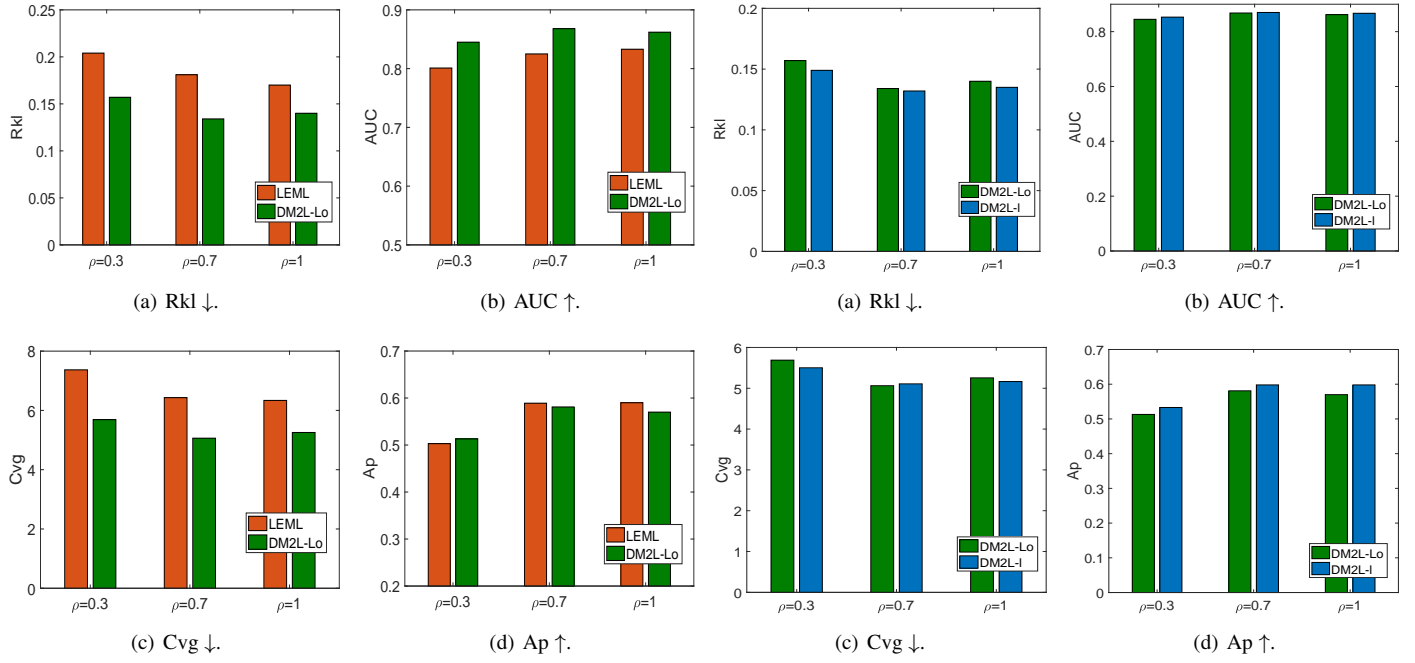 0.25
0.2
0.15
0.1
0.05
0
Rkl
ρ=0.3 ρ=0.7 ρ=1
LEML
DM2L-Lo
(a) Rkl ↓.
0.9
0.8
0.7
0.6
0.5
AUC
ρ=0.3 ρ=0.7 ρ=1
LEML
DM2L-Lo
(b) AUC ↑.
0.2
0.15
0.1
0.05
0
Rkl
ρ=0.3 ρ=0.7 ρ=1
DM2L-Lo
DM2L-I
(a) Rkl ↓.
0.8
0.6
0.4
0.2
0
AUC
ρ=0.3 ρ=0.7 ρ=1
DM2L-Lo
DM2L-I
(b) AUC ↑.
8
6
4
2
0
Cvg
ρ=0.3 ρ=0.7 ρ=1
LEML
DM2L-Lo
(c) Cvg ↓.
0.7
0.6
0.5
0.4
0.3
0.2
Ap
ρ=0.3 ρ=0.7 ρ=1
LEML
DM2L-Lo
(d) Ap ↑.
6
5
4
3
2
1
0
Cvg
ρ=0.3 ρ=0.7 ρ=1
DM2L-Lo
DM2L-I
(c) Cvg ↓.
0.7
0.6
0.5
0.4
0.3
0.2
0.1
0
Ap
ρ=0.3 ρ=0.7 ρ=1
DM2L-Lo
DM2L-I
(d) Ap ↑.